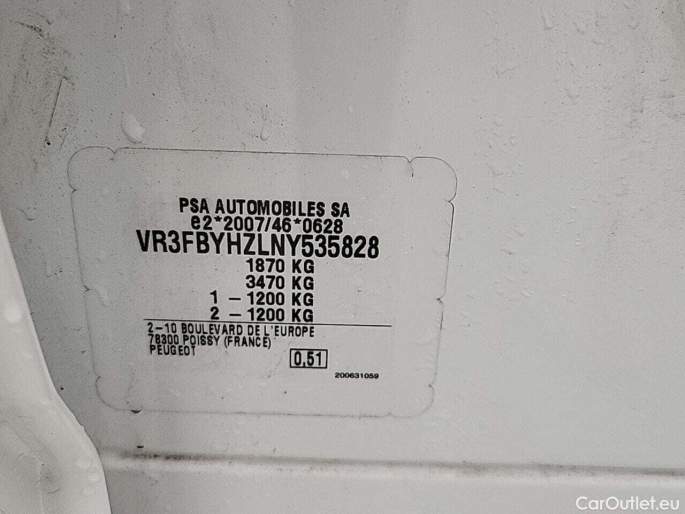 PSA AUTOMOBILES SA
e2*2007/46*0628
VR3FBYHZLNY535828
1870 KG
3470 KG
1 – 1200 KG
2 – 1200 KG
2–10 BOULEVARD DE L'EUROPE
78300 POISSY (FRANCE)
PEUGEOT
0,51
200631059
CarOutlet.eu